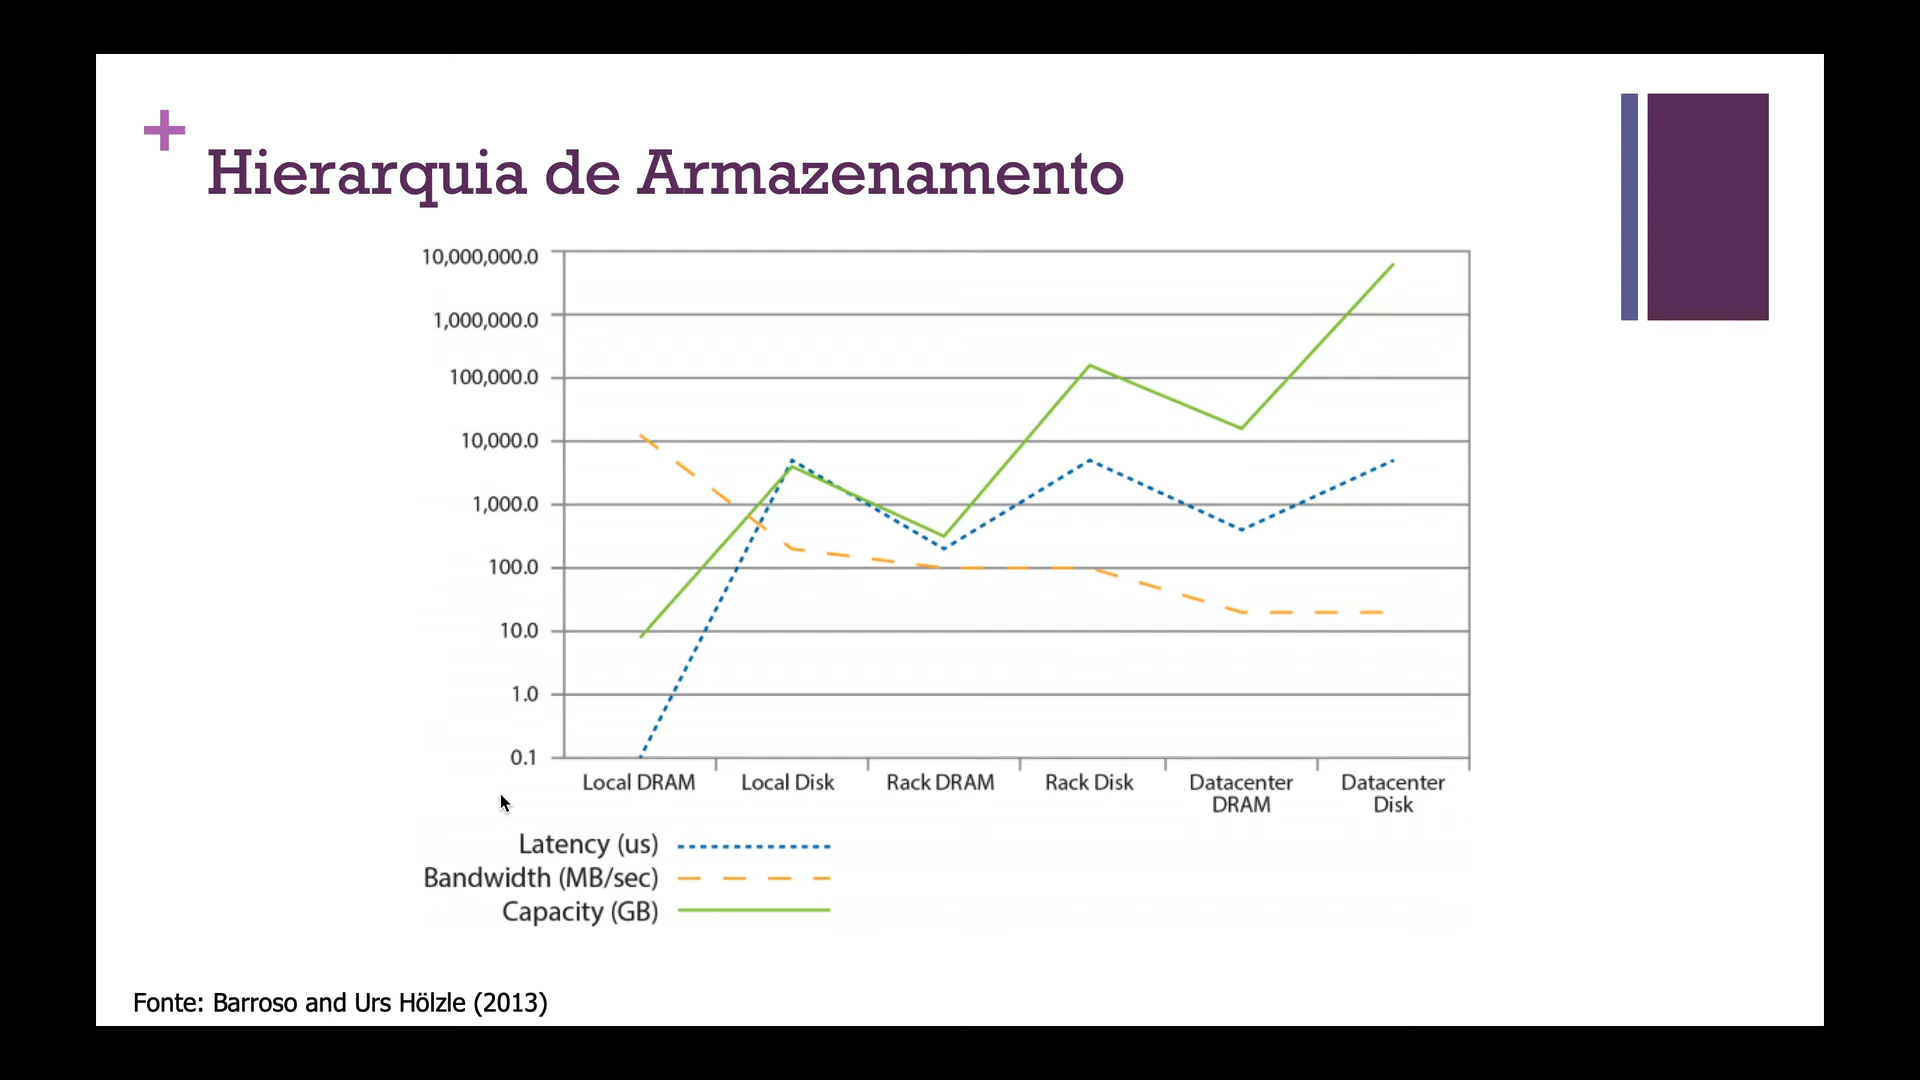 +
Hierarquia de Armazenamento
10,000,000.0
1,000,000.0
100,000.0
10,000.0
1,000.0
100.0
10.0
1.0
0.1
Local DRAM Local Disk Rack DRAM Rack Disk Datacenter DRAM Datacenter Disk
Latency (us)
Bandwidth (MB/sec)
Capacity (GB)
Fonte: Barroso and Urs Hölzle (2013)